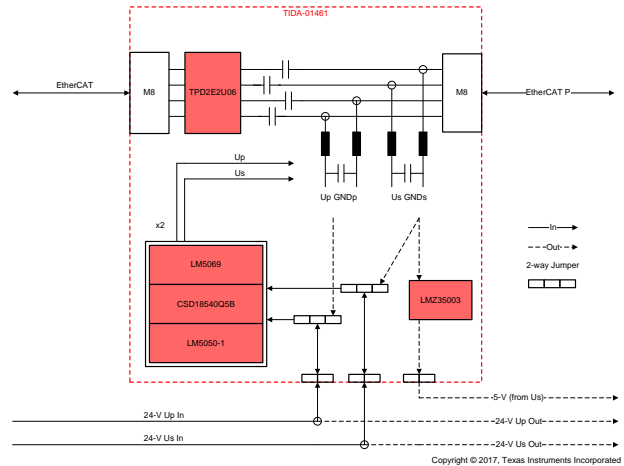 TIDA-01461
EtherCAT
M8
TPD2E2U06
M8
EtherCAT P
Up
Us
Up GNDp
Us GNDs
x2
In
Out
2-way Jumper
LM5069
CSD18540Q5B
LM5050-1
LMZ35003
5-V (from Us)
24-V Up In
24-V Up Out
24-V Us In
24-V Us Out
Copyright © 2017, Texas Instruments Incorporated